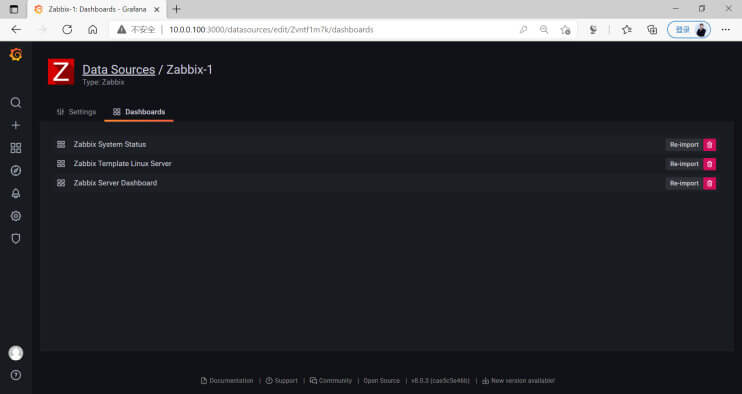 Zabbix-1: Dashboards - Grafana
不安全 | 10.0.0.100:3000/datasources/edit/Zvntf1m7k/dashboards
登录
Z
Data Sources / Zabbix-1
Type: Zabbix
Settings
Dashboards
Zabbix System Status
Re-import
Zabbix Template Linux Server
Re-import
Zabbix Server Dashboard
Re-import
Documentation | Support | Community | Open Source | v8.0.3 (cae5c5e46b) | New version available!